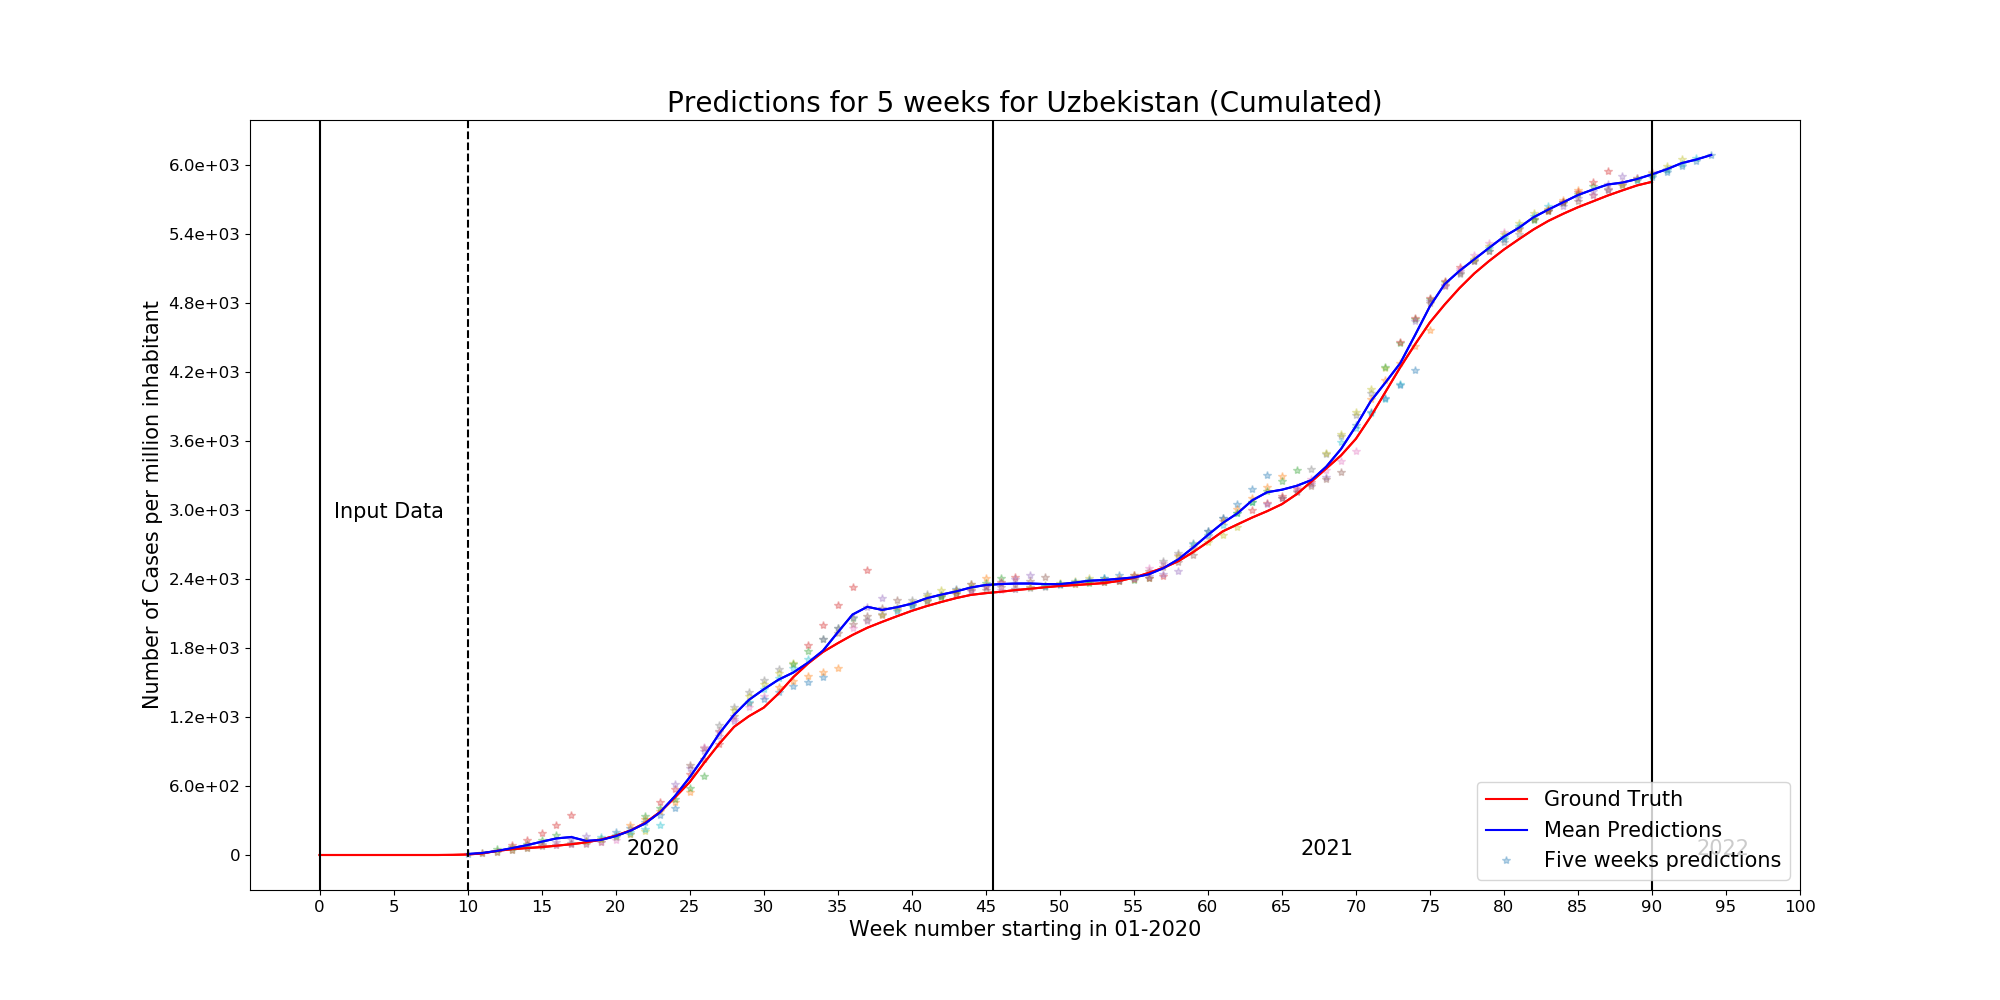 Predictions for 5 weeks for Uzbekistan (Cumulated)
Number of Cases per million inhabitant
6.0e+03
5.4e+03
4.8e+03
4.2e+03
3.6e+03
3.0e+03
2.4e+03
1.8e+03
1.2e+03
6.0e+02
0
Input Data
2020
2021
2022
Ground Truth
Mean Predictions
Five weeks predictions
0 5 10 15 20 25 30 35 40 45 50 55 60 65 70 75 80 85 90 95 100
Week number starting in 01-2020